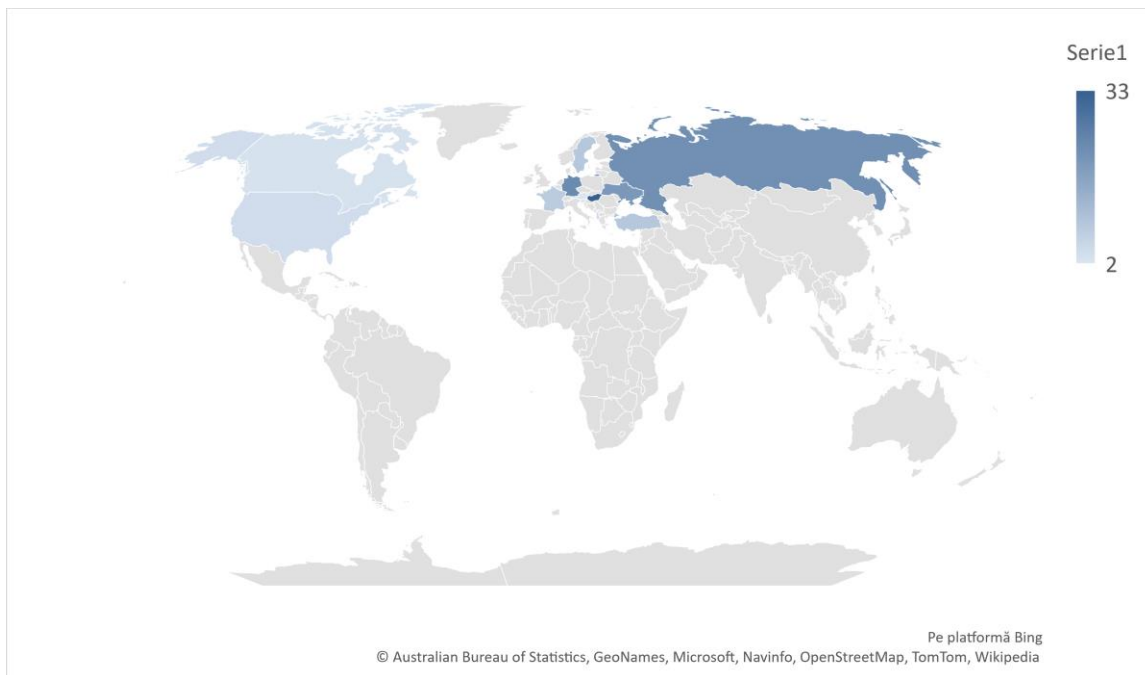 Serie1
33
2
Pe platformă Bing
© Australian Bureau of Statistics, GeoNames, Microsoft, Navinfo, OpenStreetMap, TomTom, Wikipedia